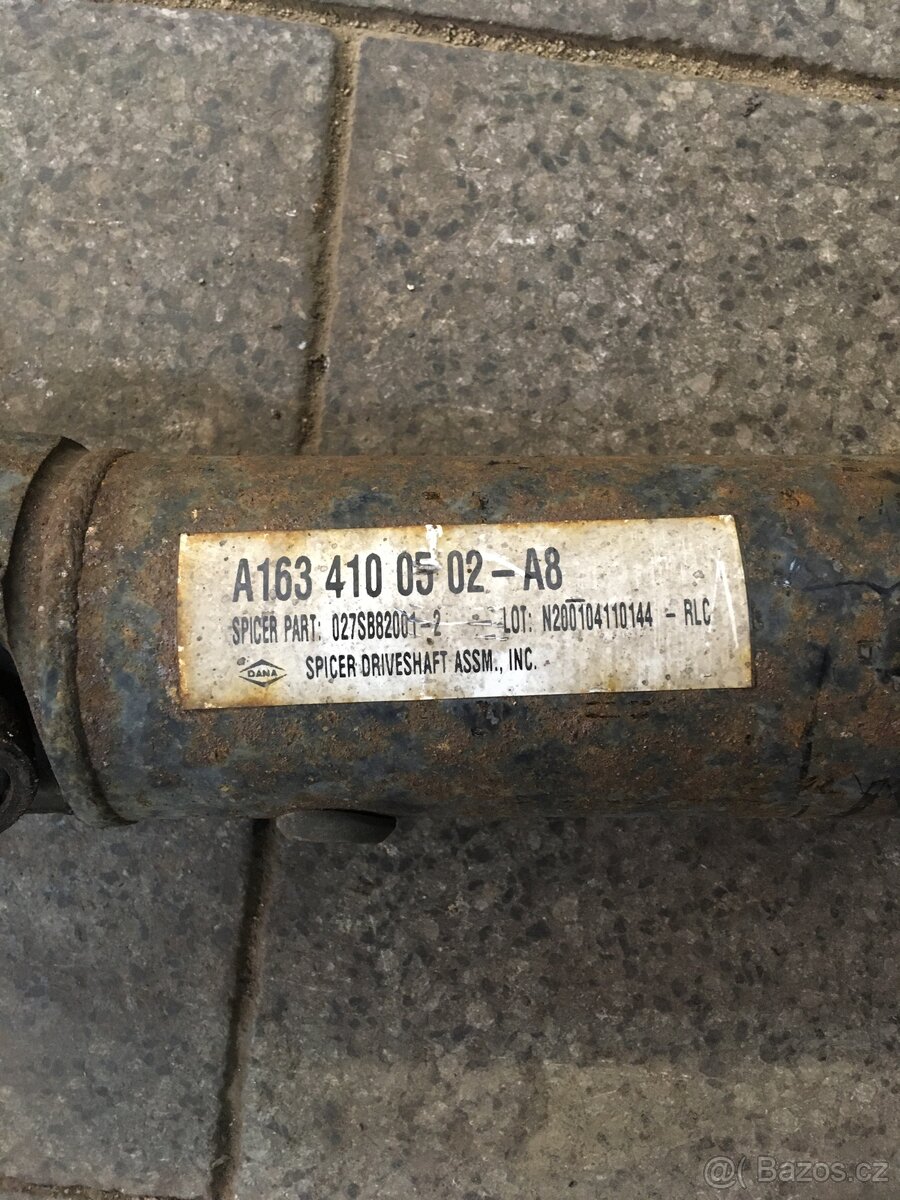 A163 410 05 02-A8
SPICER PART: 027SB82001-2 - LOT: N200104110144 - RLC
DANA SPICER DRIVESHAFT ASSM., INC.
@( Bazos.cz